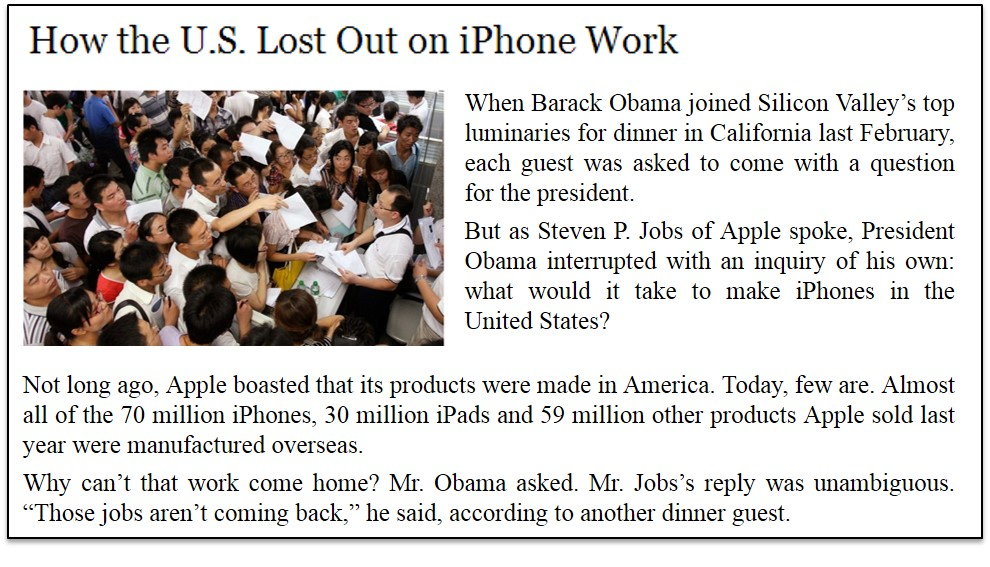 How the U.S. Lost Out on iPhone Work
When Barack Obama joined Silicon Valley’s top
luminaries for dinner in California last February,
each guest was asked to come with a question
for the president.
But as Steven P. Jobs of Apple spoke, President
Obama interrupted with an inquiry of his own:
what would it take to make iPhones in the
United States?
Not long ago, Apple boasted that its products were made in America. Today, few are. Almost
all of the 70 million iPhones, 30 million iPads and 59 million other products Apple sold last
year were manufactured overseas.
Why can’t that work come home? Mr. Obama asked. Mr. Jobs’s reply was unambiguous.
“Those jobs aren’t coming back,” he said, according to another dinner guest.